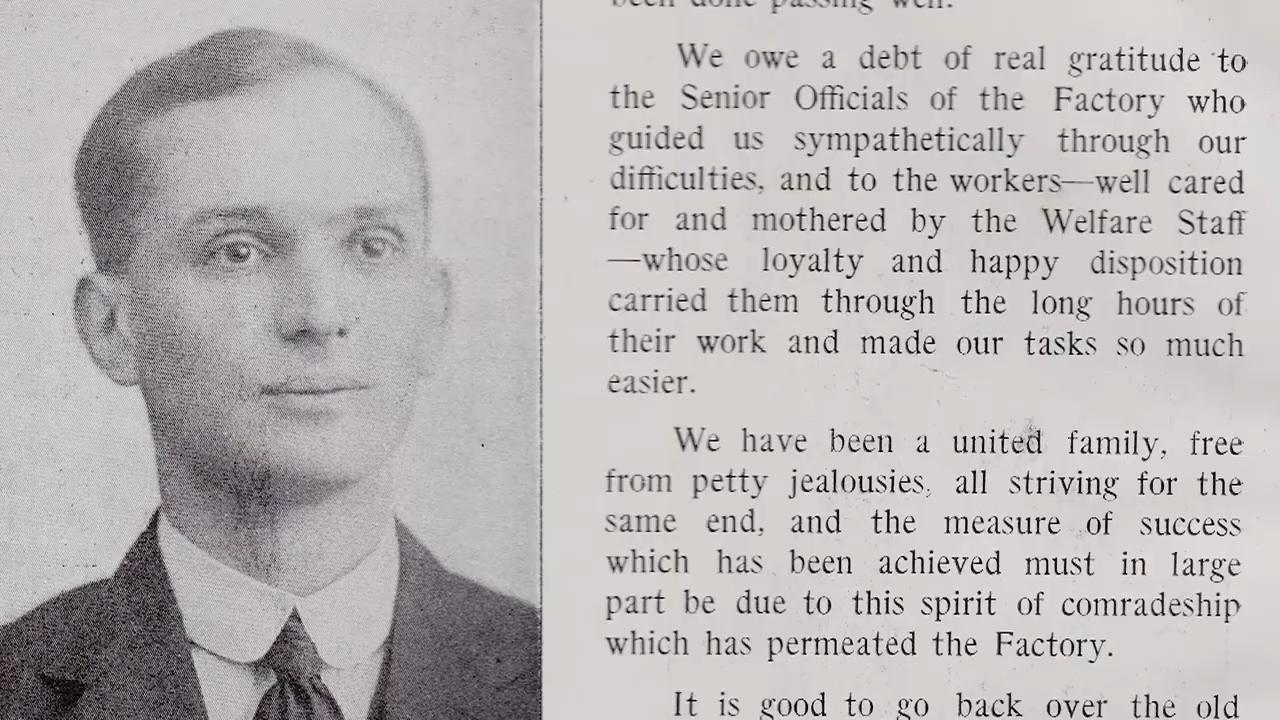 been done passing well.
We owe a debt of real gratitude to
the Senior Officials of the Factory who
guided us sympathetically through our
difficulties, and to the workers—well cared
for and mothered by the Welfare Staff
—whose loyalty and happy disposition
carried them through the long hours of
their work and made our tasks so much
easier.
We have been a united family, free
from petty jealousies, all striving for the
same end, and the measure of success
which has been achieved must in large
part be due to this spirit of comradeship
which has permeated the Factory.
It is good to go back over the old